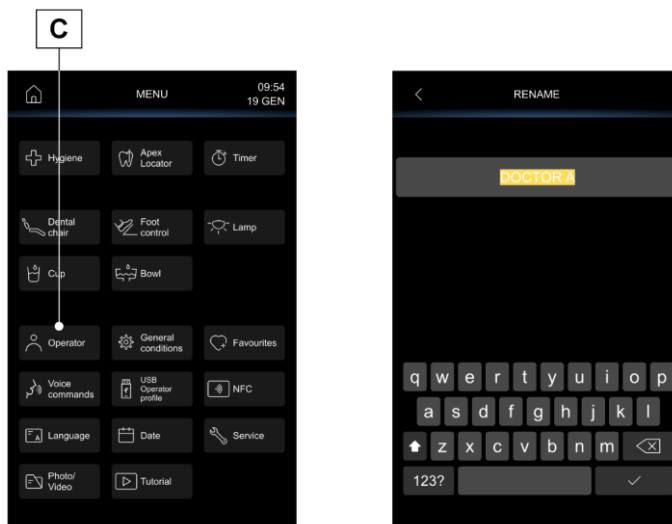 C
MENU
09:54
19 GEN
Hygiene
Apex
Locator
Timer
Dental
chair
Foot
control
Lamp
Cup
Bowl
Operator
General
conditions
Favourites
Voice
commands
USB
Operator
profile
NFC
A
Language
Date
Service
Photo/
Video
Tutorial
RENAME
DOCTOR A
q w e r t y u i o p
a s d f g h j k l
z x c v b n m
123?